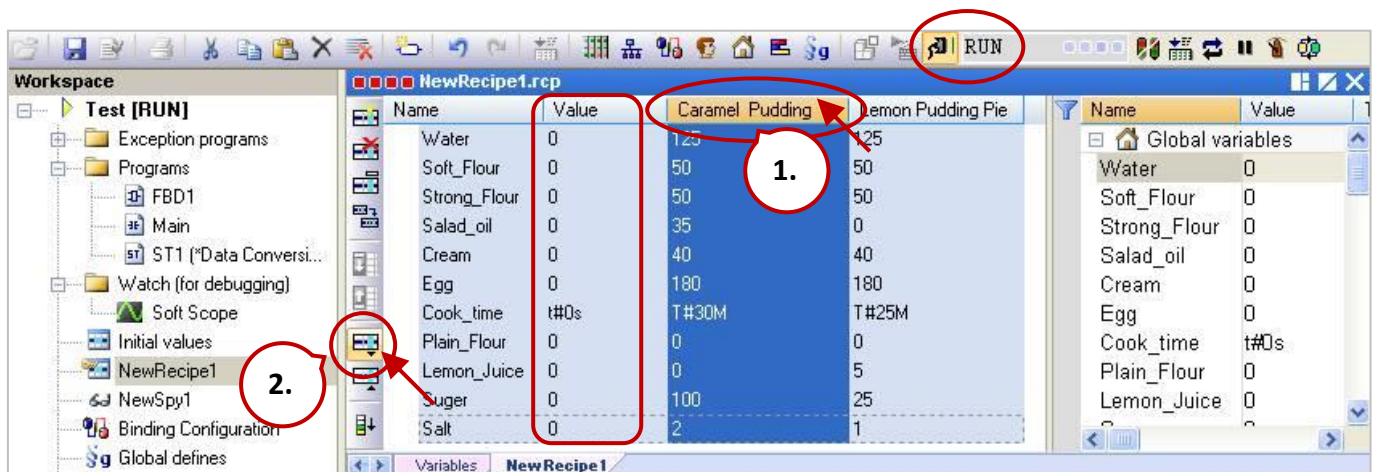 RUN
Workspace
Test [RUN]
Exception programs
Programs
FBD1
Main
ST1 (*Data Conversi...
Watch (for debugging)
Soft Scope
Initial values
NewRecipe1
NewSpy1
Binding Configuration
Global defines
2.
NewRecipe1.rcp
Name Value Caramel Pudding Lemon Pudding Pie
Water 0 125 125
Soft_Flour 0 50 50
Strong_Flour 0 50 50
Salad_oil 0 35 0
Cream 0 40 40
Egg 0 180 180
Cook_time t#0s T#30M T#25M
Plain_Flour 0 0 0
Lemon_Juice 0 0 5
Suger 0 100 25
Salt 0 2 1
1.
Variables NewRecipe1
Name Value
Global variables
Water 0
Soft_Flour 0
Strong_Flour 0
Salad_oil 0
Cream 0
Egg 0
Cook_time t#0s
Plain_Flour 0
Lemon_Juice 0